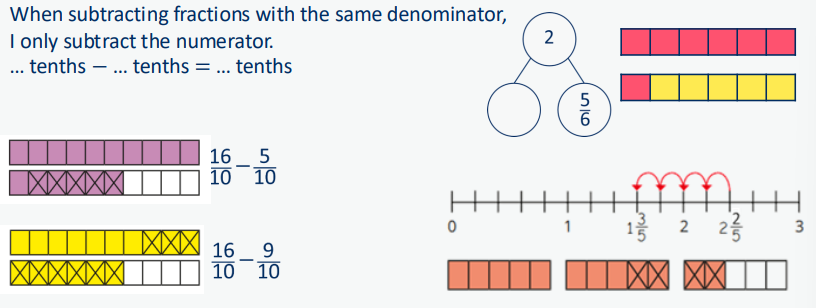 When subtracting fractions with the same denominator,
I only subtract the numerator.
... tenths − ... tenths = ... tenths
2
5/6
16/10 − 5/10
16/10 − 9/10
0 1 1 3/5 2 2 2/5 3